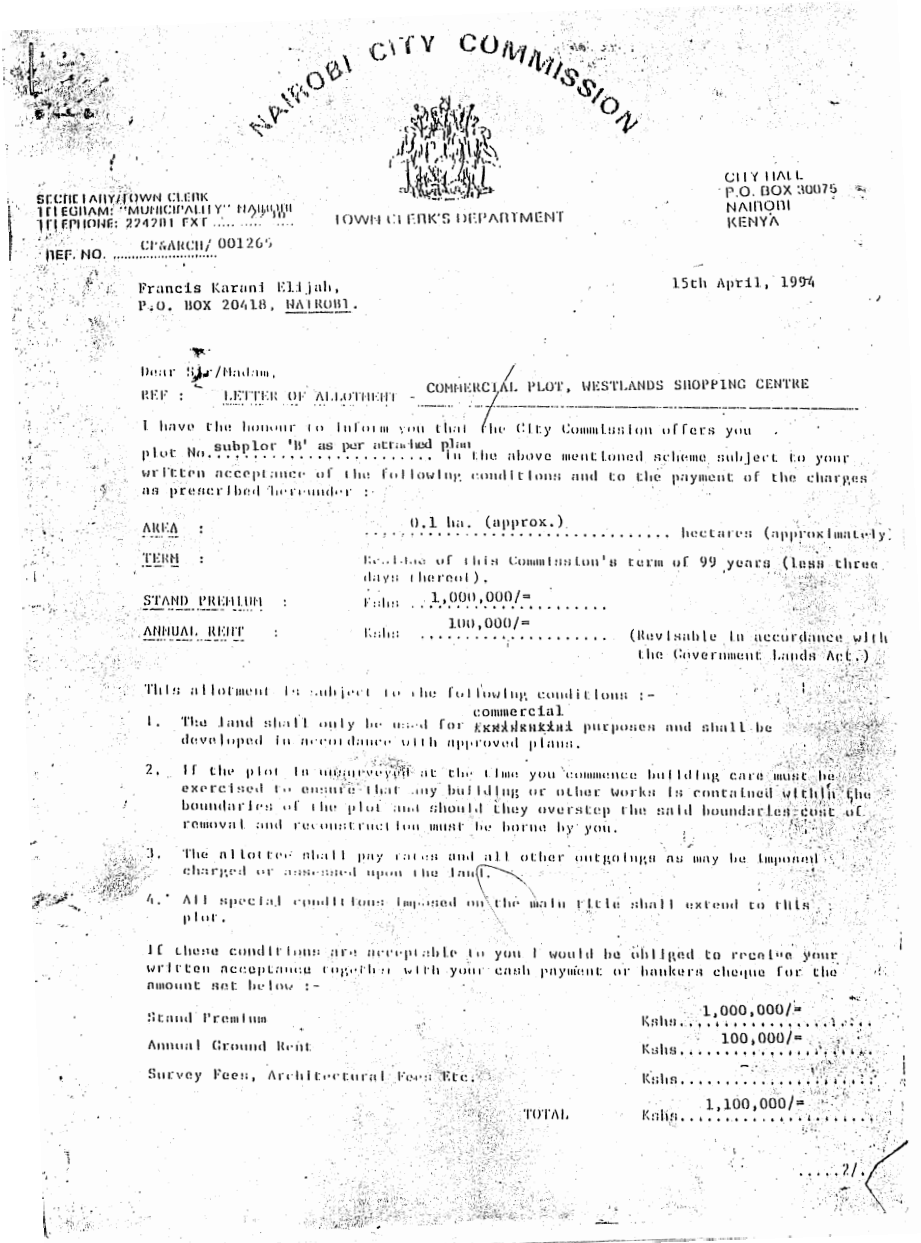 NAIROBI CITY COMMISSION
SECRETARY/TOWN CLERK
TELEGRAM: "MUNICIPALITY" NAIROBI
TELEPHONE: 224281 EXT
REF. NO. CP&ARCH/ 001265
TOWN CLERK'S DEPARTMENT
CITY HALL
P.O. BOX 30075
NAIROBI
KENYA
Francis Karani Elijah,
P.O. BOX 20418, NAIROBI.
15th April, 1994
Dear Sir/Madam,
REF : LETTER OF ALLOTMENT - COMMERCIAL PLOT, WESTLANDS SHOPPING CENTRE
I have the honour to inform you that the City Commission offers you
plot No. subplor 'B' as per attached plan in the above mentioned scheme subject to your
written acceptance of the following conditions and to the payment of the charges
as prescribed hereunder :-
AREA : 0.1 ha. (approx.) hectares (approximately)
TERM : Residue of this Commission's term of 99 years (less three
days thereof).
STAND PREMIUM : Kshs 1,000,000/=
ANNUAL RENT : Kshs 100,000/= (Revisable in accordance with
the Government Lands Act.)
This allotment is subject to the following conditions :-
commercial
1. The land shall only be used for purposes and shall be
developed in accordance with approved plans.
2. If the plot in unsurveyed at the time you commence building care must be
exercised to ensure that any building or other works is contained within the
boundaries of the plot and should they overstep the said boundaries cost of
removal and reconstruction must be borne by you.
3. The allottee shall pay rates and all other outgoings as may be imposed
charged or assessed upon the land.
4. All special conditions imposed on the main title shall extend to this
plot.
If these conditions are acceptable to you I would be obliged to receive your
written acceptance together with your cash payment or bankers cheque for the
amount set below :-
Stand Premium Kshs. 1,000,000/=
Annual Ground Rent Kshs. 100,000/=
Survey Fees, Architectural Fees Etc. Kshs. -
TOTAL Kshs. 1,100,000/=
.....2/.